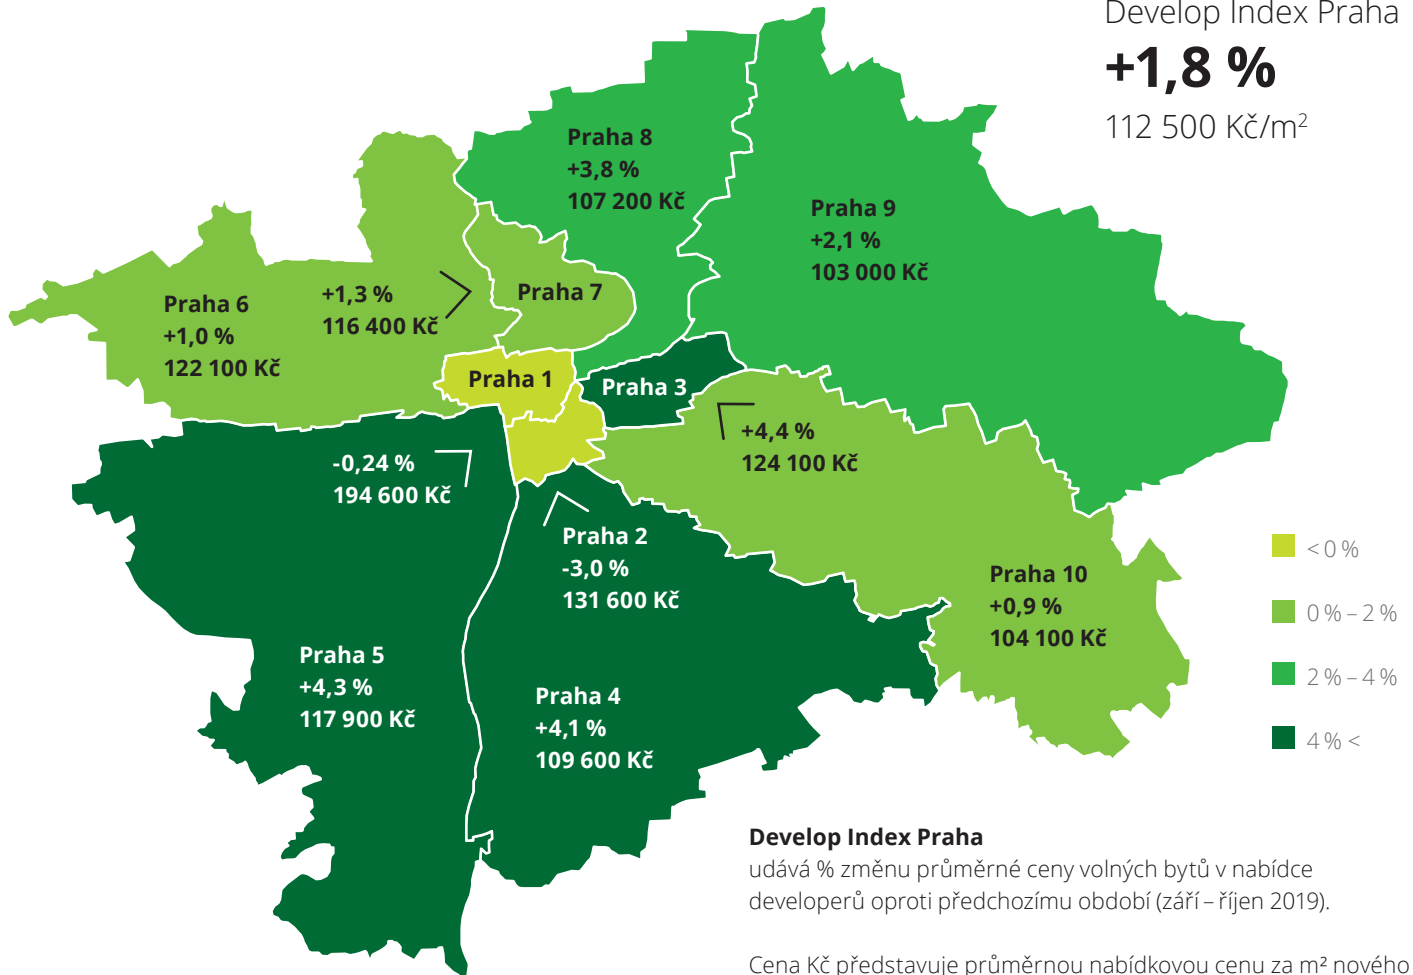 Develop Index Praha
+1,8 %
112 500 Kč/m²
Praha 8
+3,8 %
107 200 Kč
Praha 9
+2,1 %
103 000 Kč
Praha 6
+1,0 %
122 100 Kč
+1,3 %
116 400 Kč
Praha 7
Praha 1
Praha 3
+4,4 %
124 100 Kč
-0,24 %
194 600 Kč
Praha 2
-3,0 %
131 600 Kč
Praha 10
+0,9 %
104 100 Kč
Praha 5
+4,3 %
117 900 Kč
Praha 4
+4,1 %
109 600 Kč
< 0 %
0 % – 2 %
2 % – 4 %
4 % <
Develop Index Praha
udává % změnu průměrné ceny volných bytů v nabídce
developerů oproti předchozímu období (září – říjen 2019).
Cena Kč představuje průměrnou nabídkovou cenu za m² nového